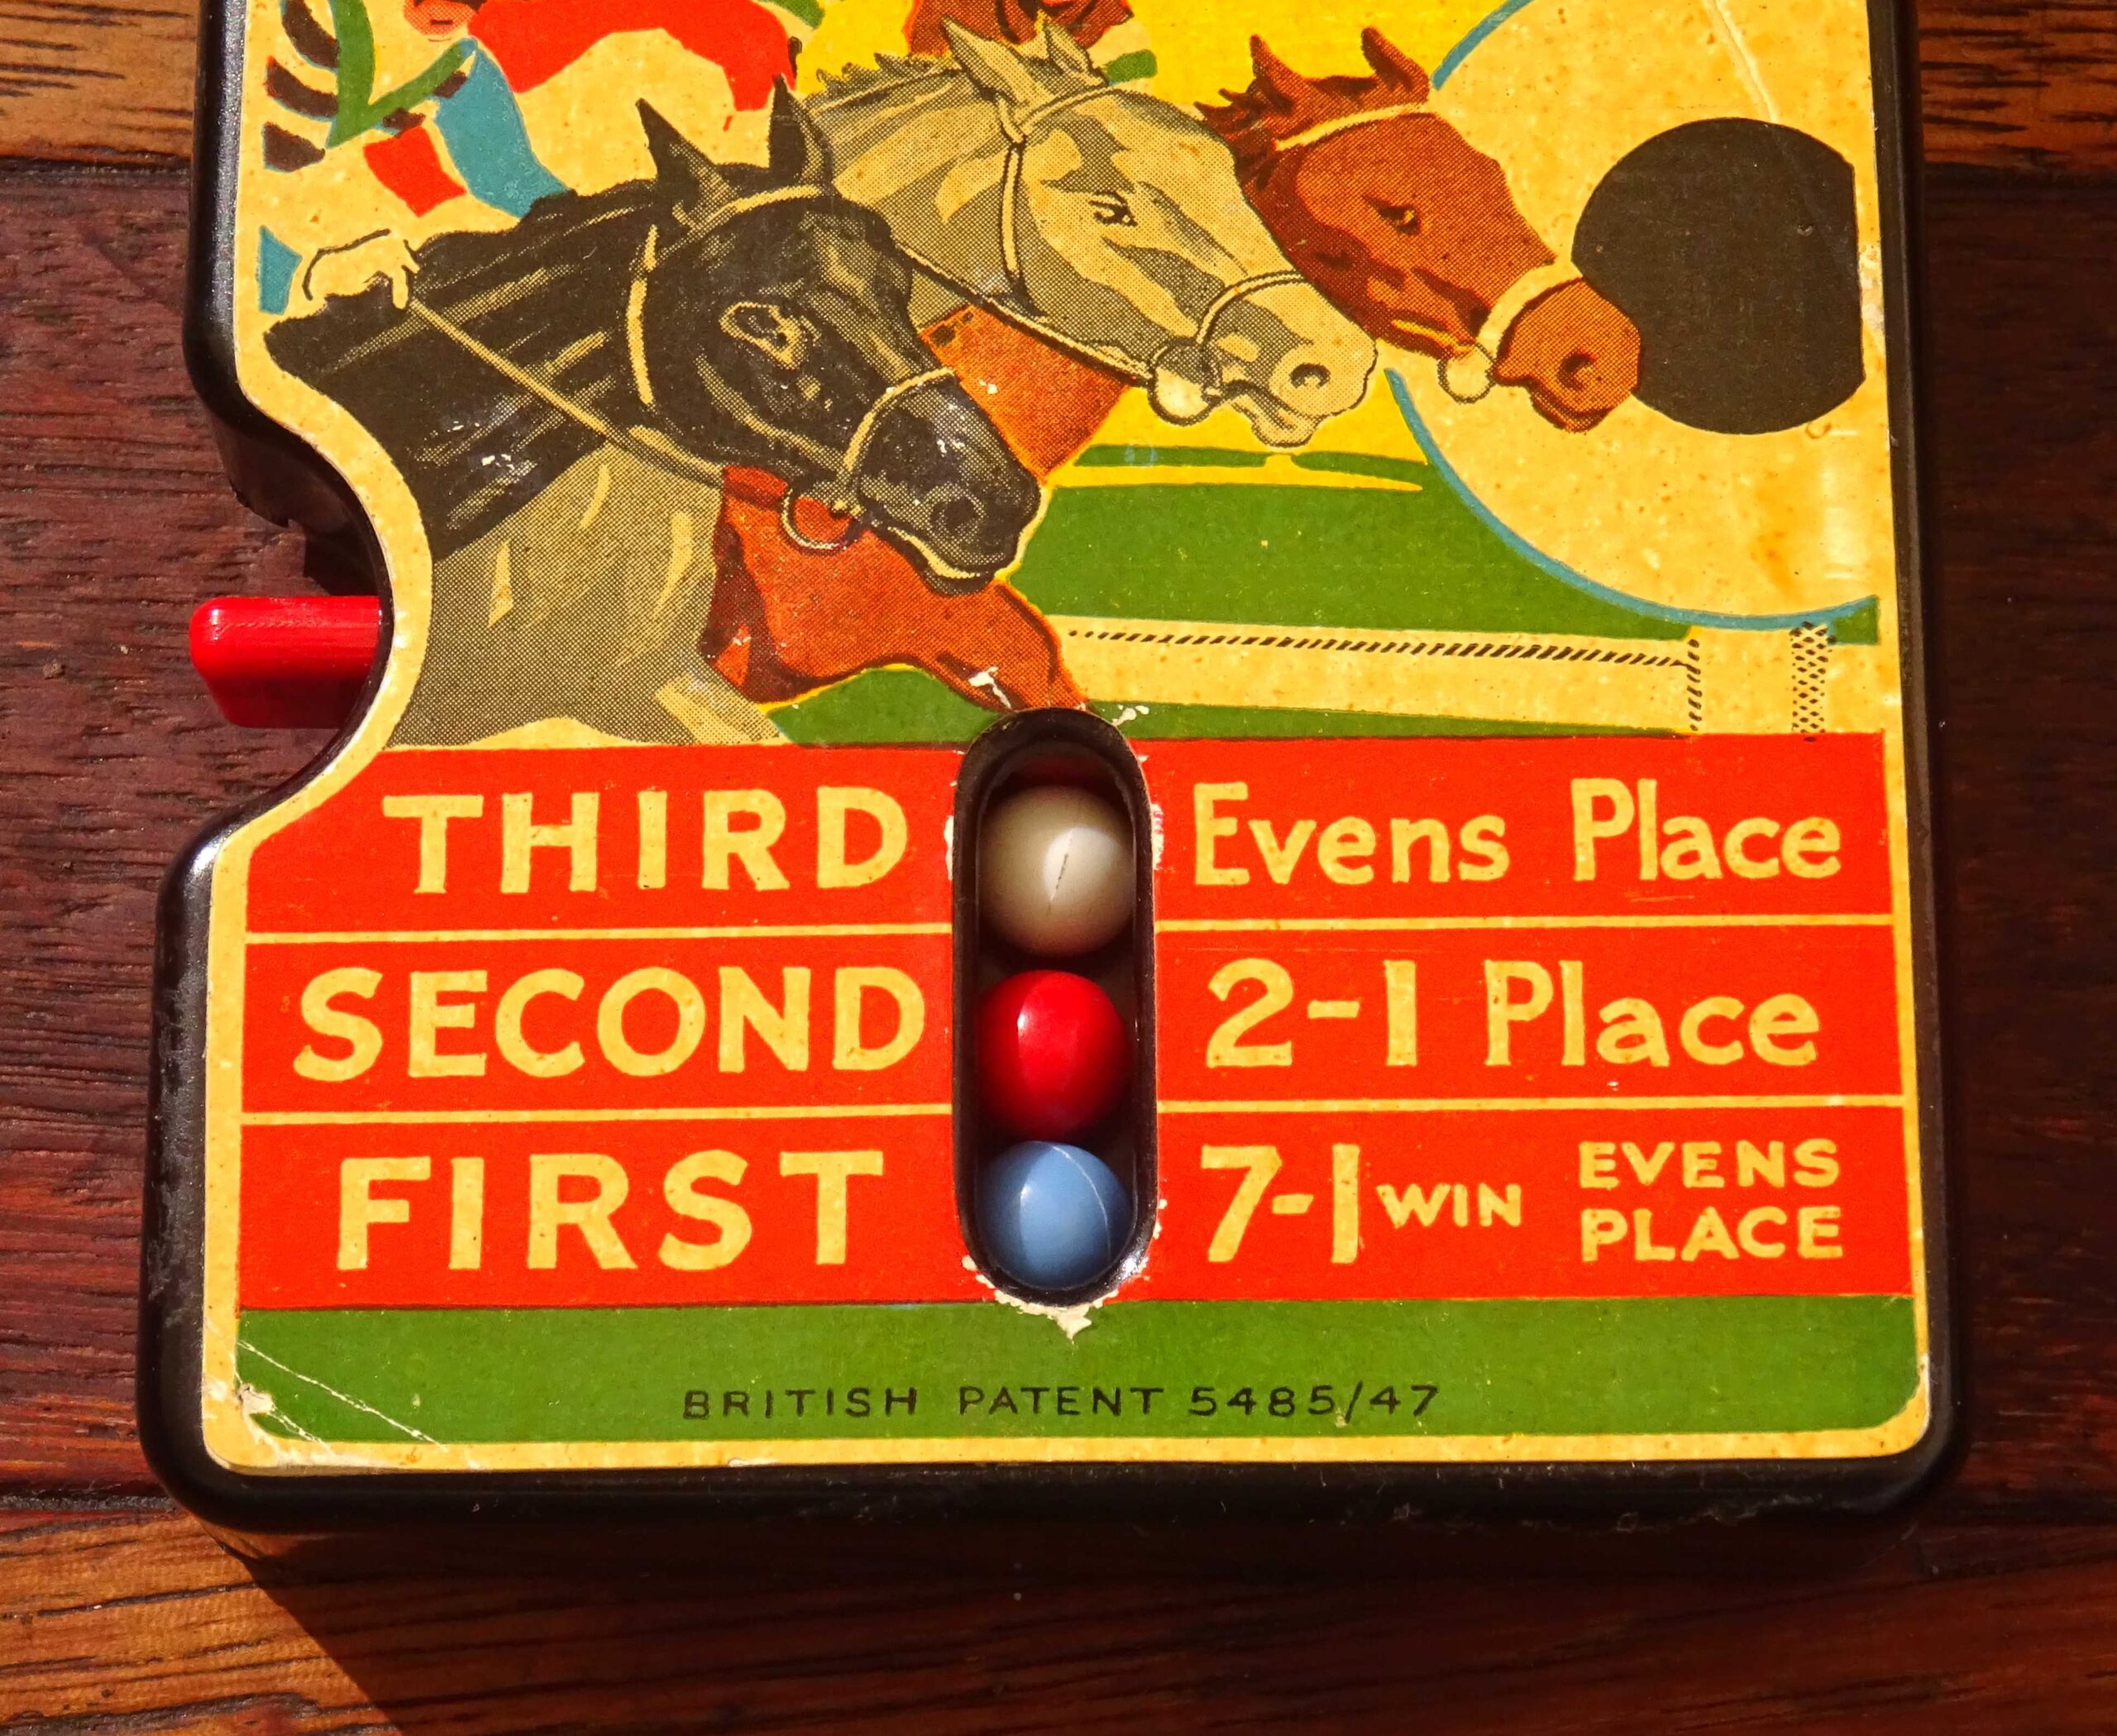 THIRD Evens Place
SECOND 2-1 Place
FIRST 7-1 WIN EVENS PLACE
BRITISH PATENT 5485/47